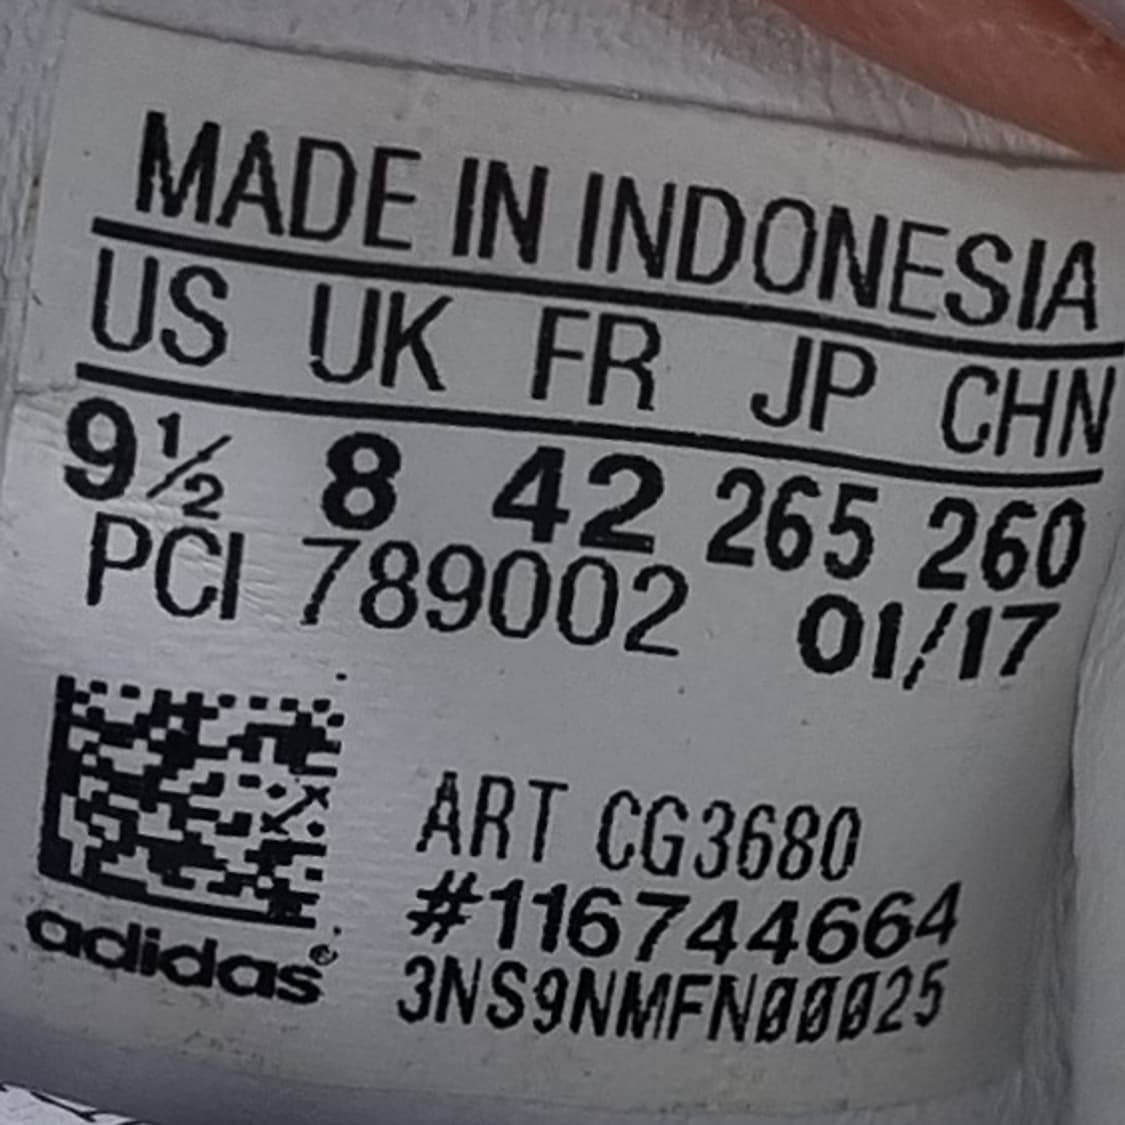 MADE IN INDONESIA
US UK FR JP CHN
9½ 8 42 265 260
PCI 789002 01/17
ART CG3680
#116744664
adidas®
3NS9NMFN00025